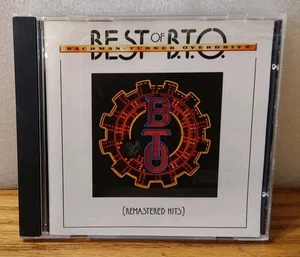 BEST OF B.T.O.
BACHMAN-TURNER OVERDRIVE
BTO
(REMASTERED HITS)